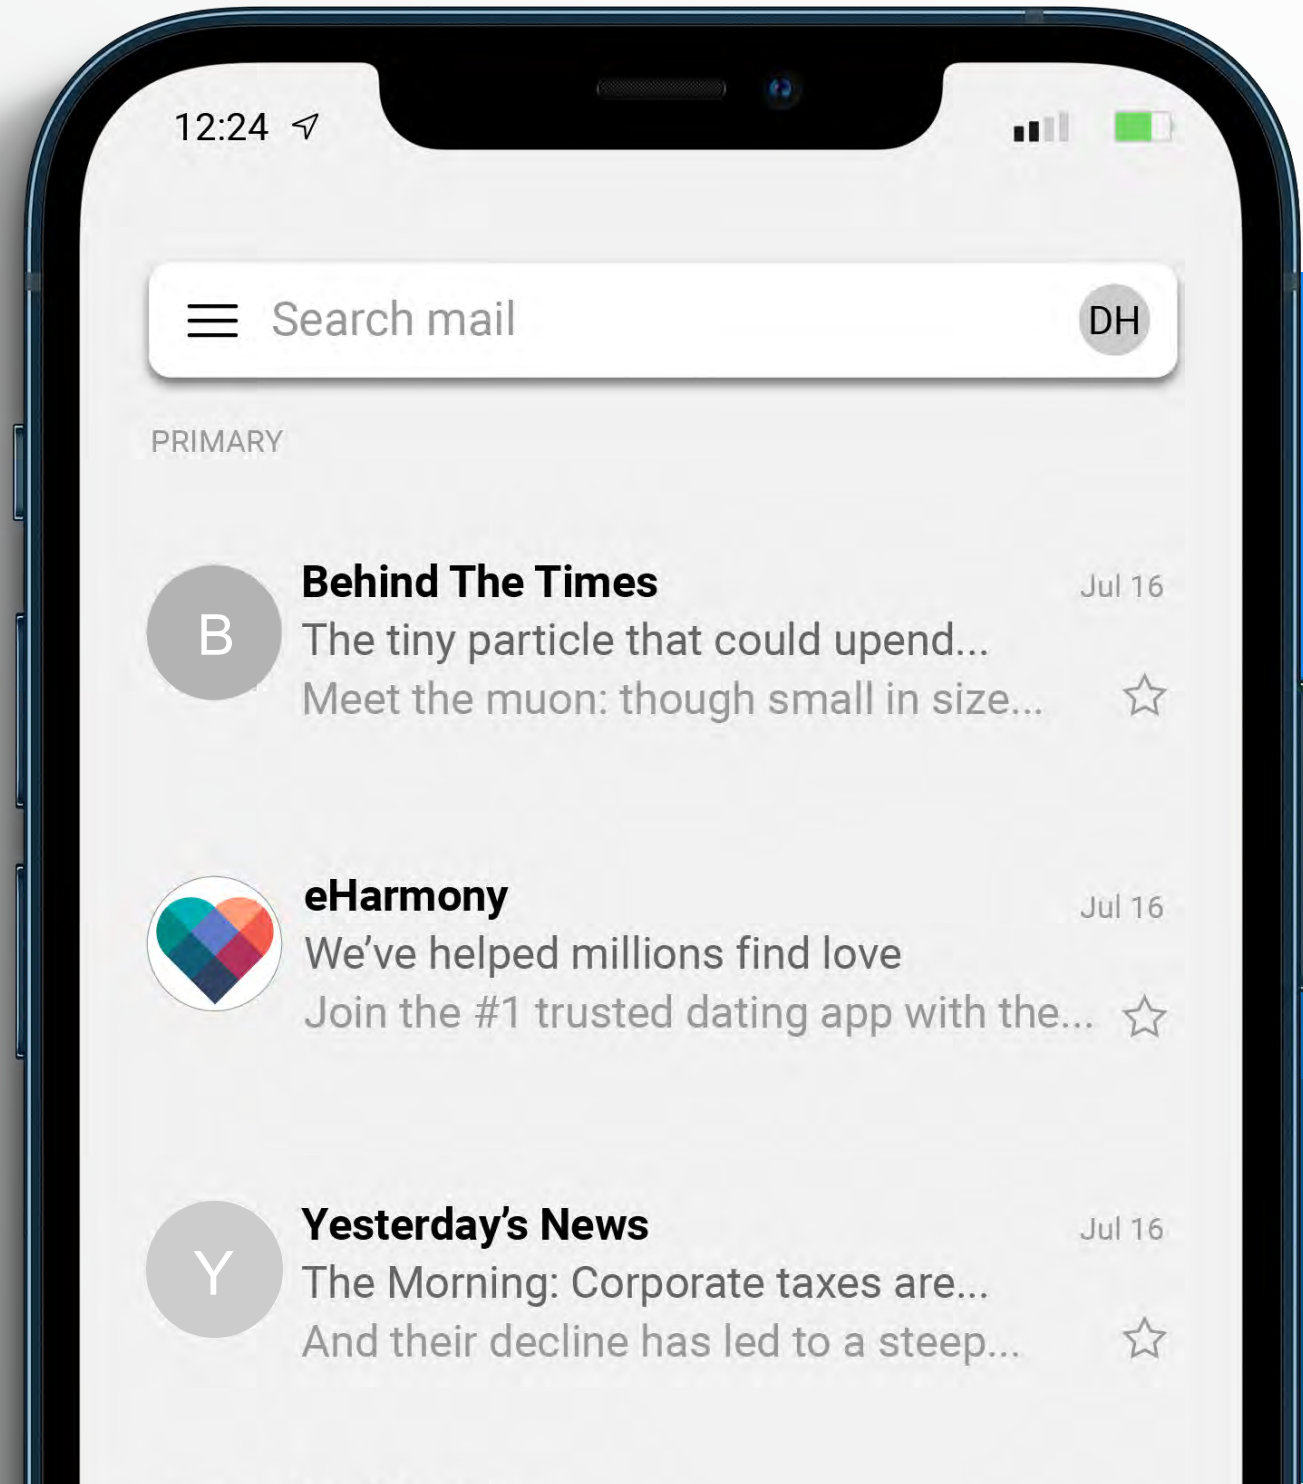 12:24
Search mail
DH
PRIMARY
B
Behind The Times
Jul 16
The tiny particle that could upend...
Meet the muon: though small in size...
eHarmony
Jul 16
We’ve helped millions find love
Join the #1 trusted dating app with the...
Y
Yesterday’s News
Jul 16
The Morning: Corporate taxes are...
And their decline has led to a steep...